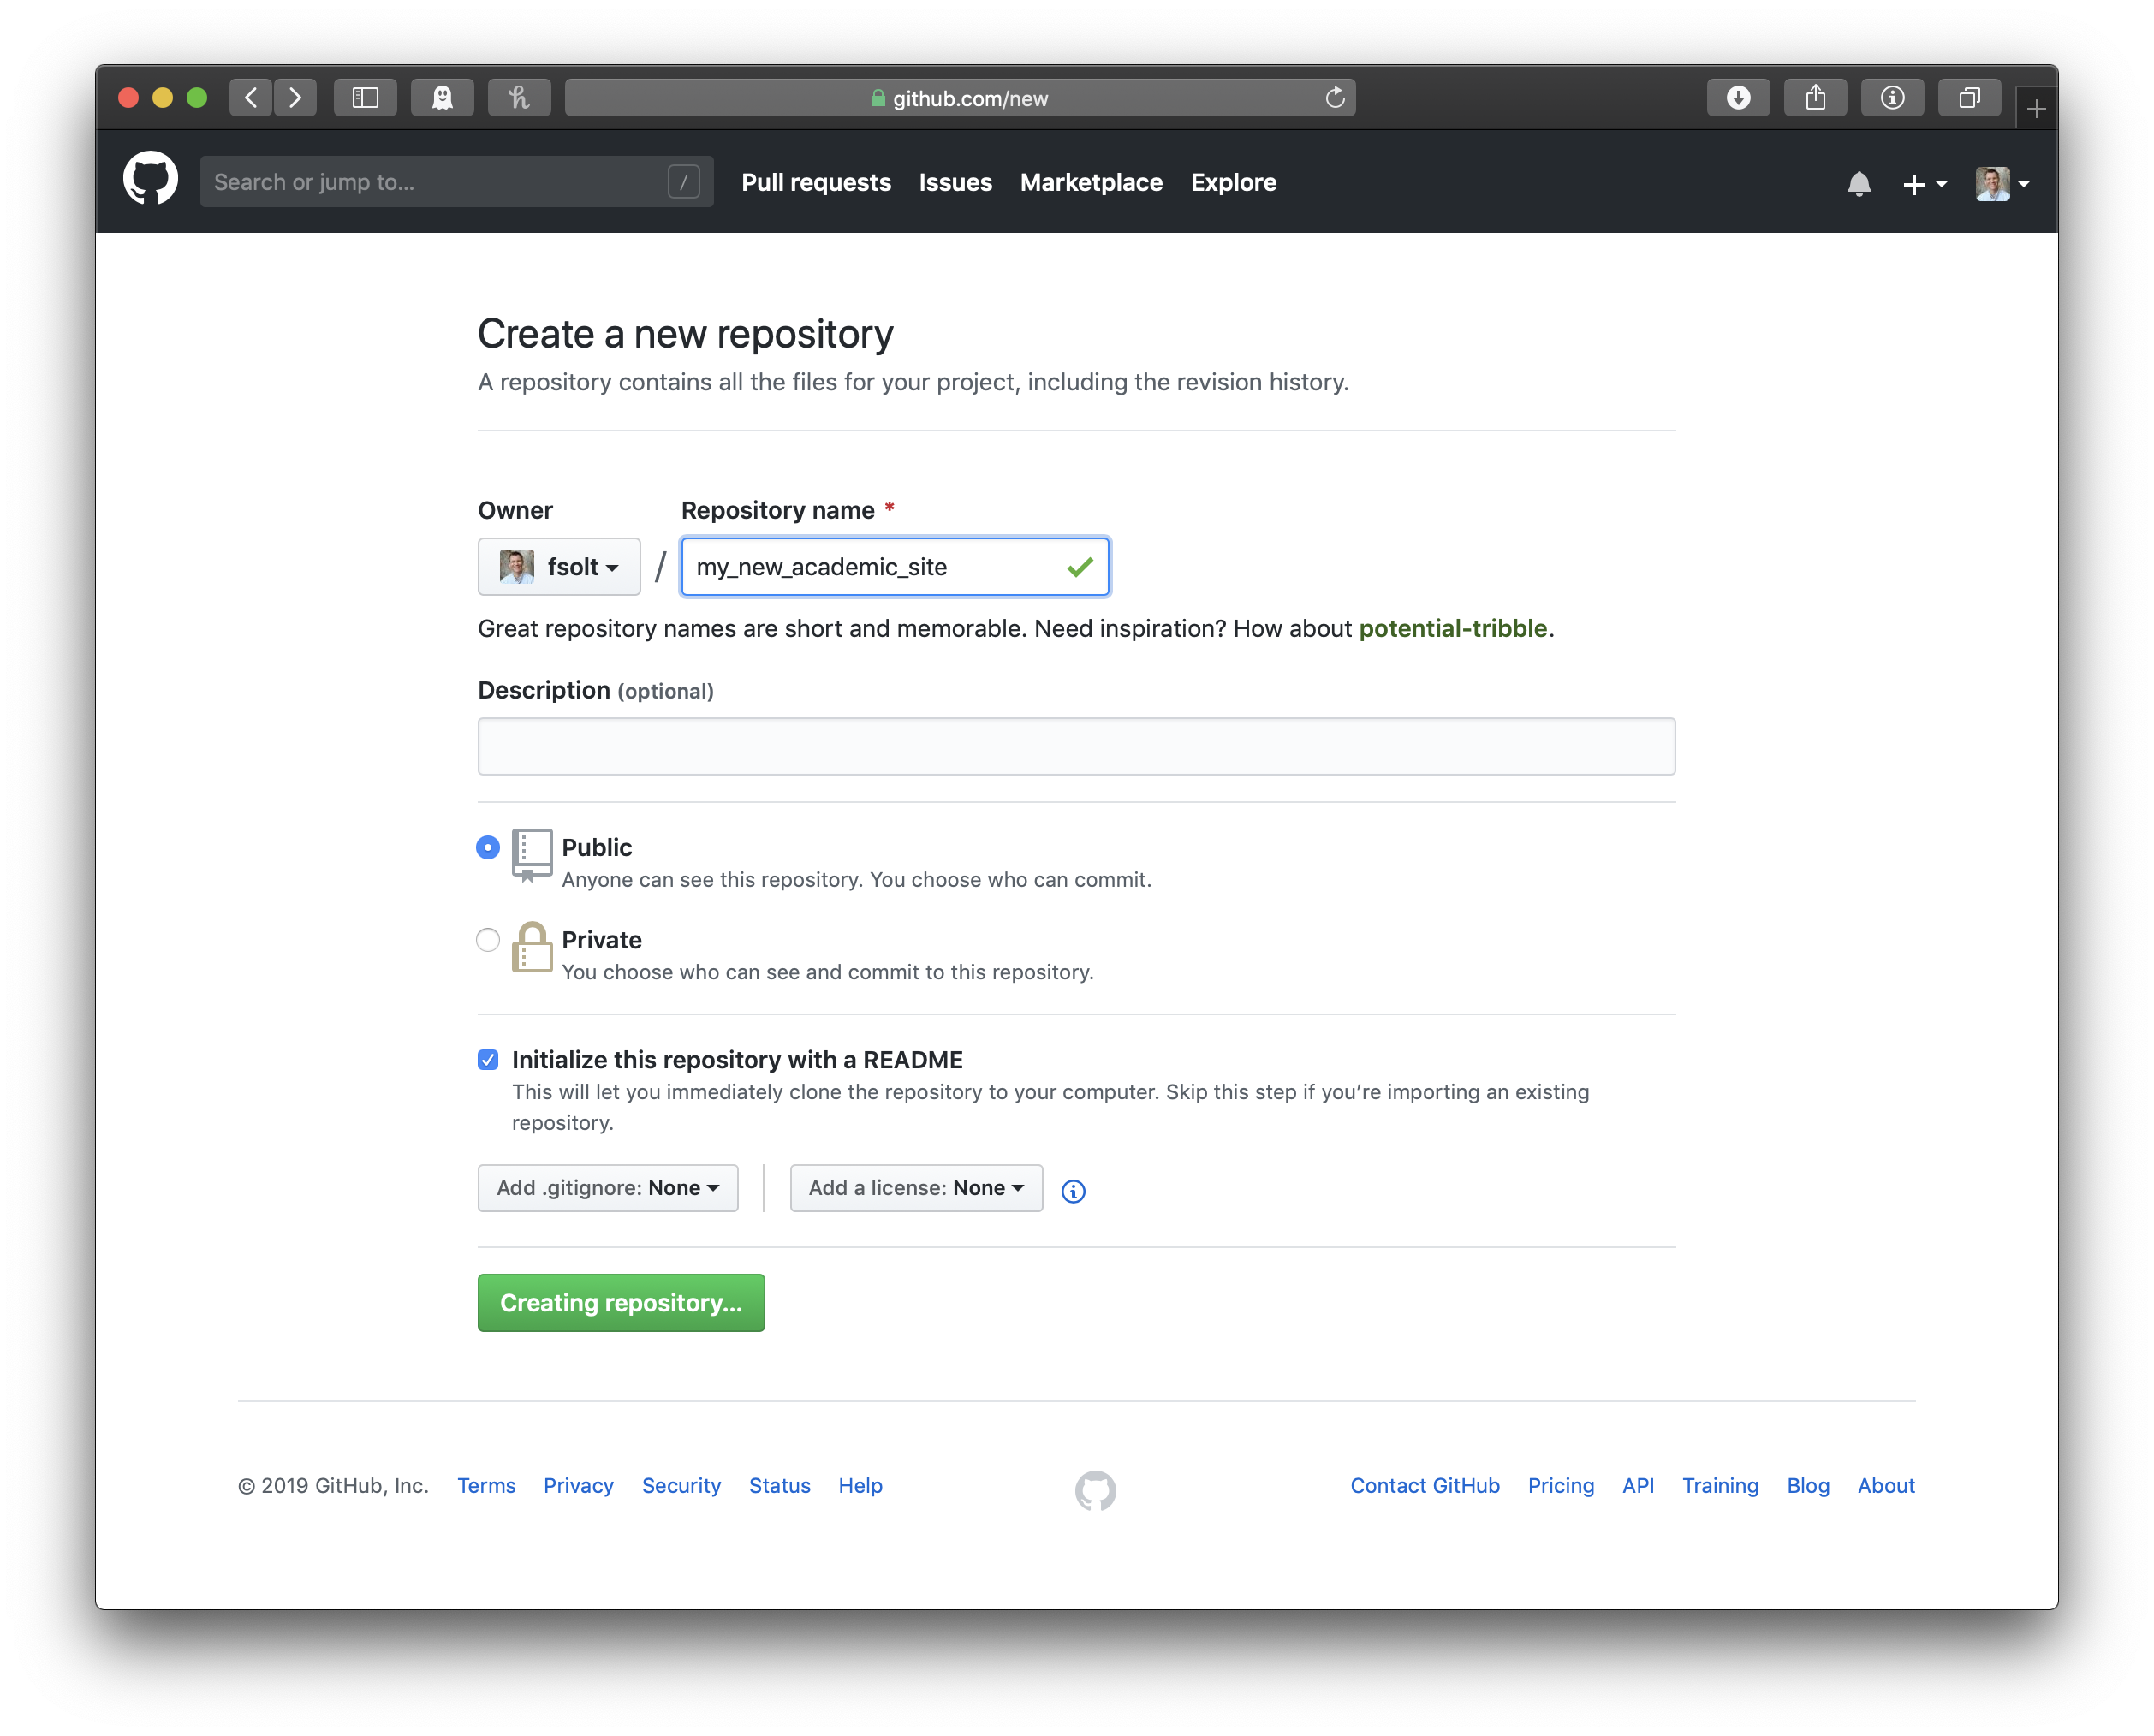 github.com/new
Search or jump to...
/
Pull requests
Issues
Marketplace
Explore
Create a new repository
A repository contains all the files for your project, including the revision history.
Owner
Repository name *
fsolt
/
my_new_academic_site
Great repository names are short and memorable. Need inspiration? How about potential-tribble.
Description (optional)
Public
Anyone can see this repository. You choose who can commit.
Private
You choose who can see and commit to this repository.
Initialize this repository with a README
This will let you immediately clone the repository to your computer. Skip this step if you’re importing an existing
repository.
Add .gitignore: None
Add a license: None
Creating repository...
© 2019 GitHub, Inc.
Terms
Privacy
Security
Status
Help
Contact GitHub
Pricing
API
Training
Blog
About